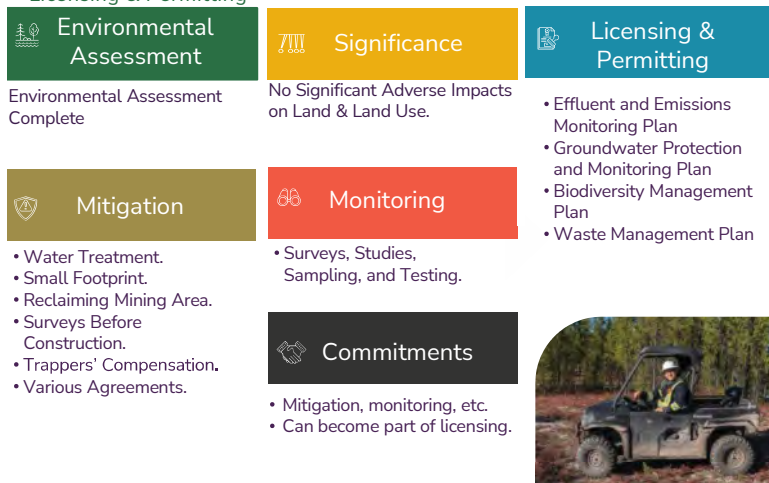 Licensing & Permitting
Environmental
Assessment
Environmental Assessment
Complete
Significance
No Significant Adverse Impacts
on Land & Land Use.
Licensing &
Permitting
• Effluent and Emissions
Monitoring Plan
• Groundwater Protection
and Monitoring Plan
• Biodiversity Management
Plan
• Waste Management Plan
Mitigation
• Water Treatment.
• Small Footprint.
• Reclaiming Mining Area.
• Surveys Before
Construction.
• Trappers' Compensation.
• Various Agreements.
Monitoring
• Surveys, Studies,
Sampling, and Testing.
Commitments
• Mitigation, monitoring, etc.
• Can become part of licensing.